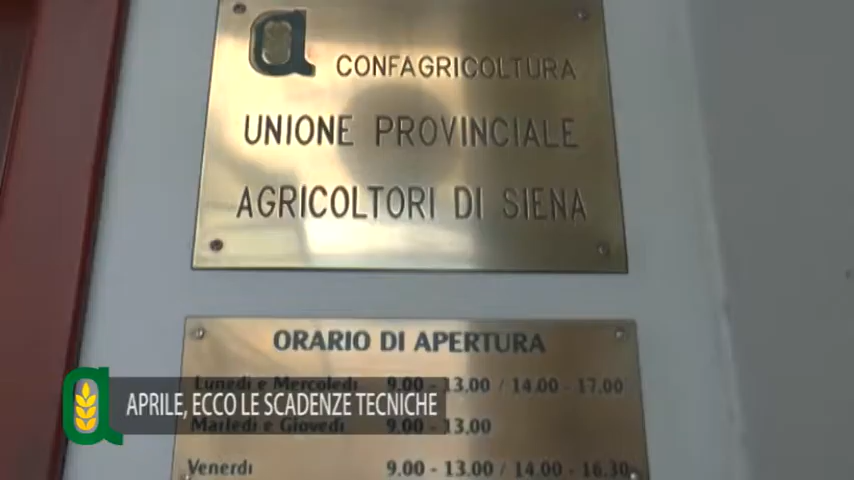 CONFAGRICOLTURA
UNIONE PROVINCIALE
AGRICOLTORI DI SIENA
ORARIO DI APERTURA
Lunedì e Mercoledì 9.00 - 13.00 / 14.00 - 17.00
APRILE, ECCO LE SCADENZE TECNICHE
Martedì e Giovedì 9.00 - 13.00
Venerdì 9.00 - 13.00 / 14.00 - 16.30